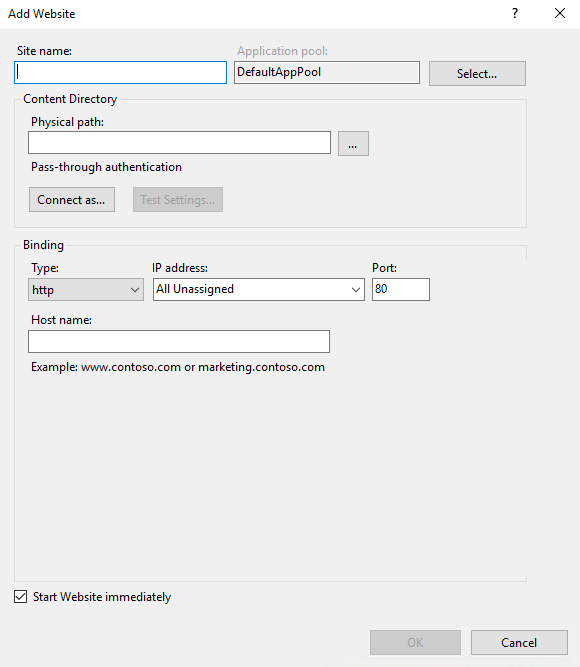 Add Website
?
Site name:
Application pool:
DefaultAppPool
Select...
Content Directory
Physical path:
...
Pass-through authentication
Connect as...
Test Settings...
Binding
Type:
IP address:
Port:
http
All Unassigned
80
Host name:
Example: www.contoso.com or marketing.contoso.com
Start Website immediately
OK
Cancel